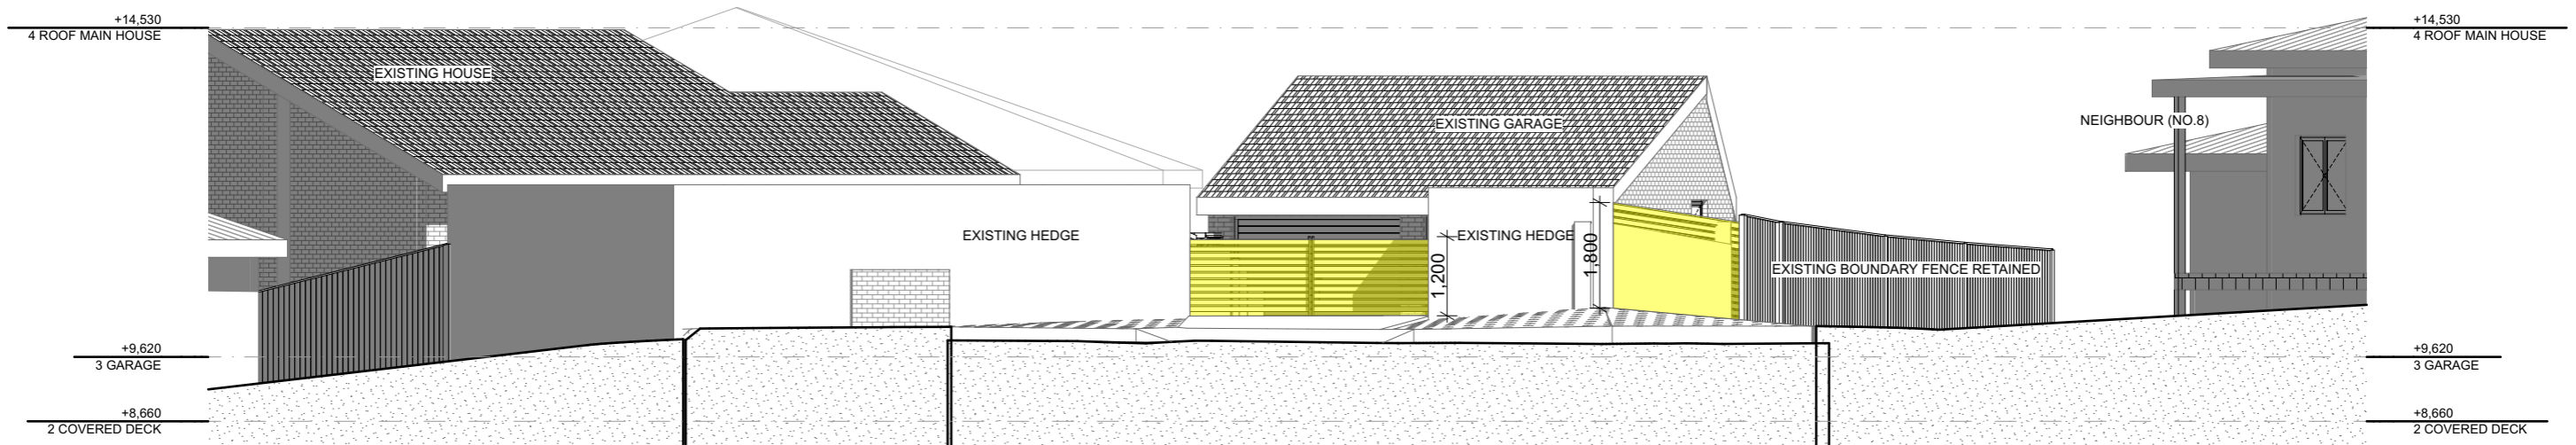 +14,530
4 ROOF MAIN HOUSE
+14,530
4 ROOF MAIN HOUSE
EXISTING HOUSE
EXISTING GARAGE
NEIGHBOUR (NO.8)
EXISTING HEDGE
EXISTING HEDGE
1,200
1,800
EXISTING BOUNDARY FENCE RETAINED
+9,620
3 GARAGE
+9,620
3 GARAGE
+8,660
2 COVERED DECK
+8,660
2 COVERED DECK